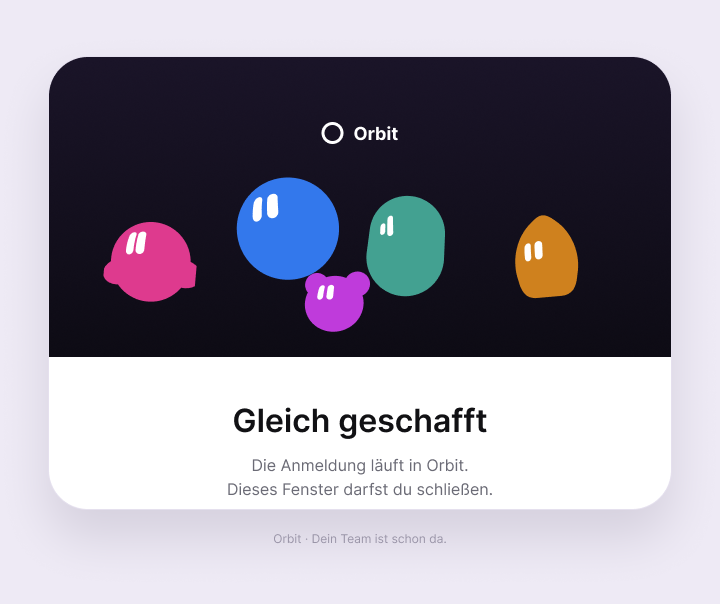 Orbit
Gleich geschafft
Die Anmeldung läuft in Orbit.
Dieses Fenster darfst du schließen.
Orbit · Dein Team ist schon da.